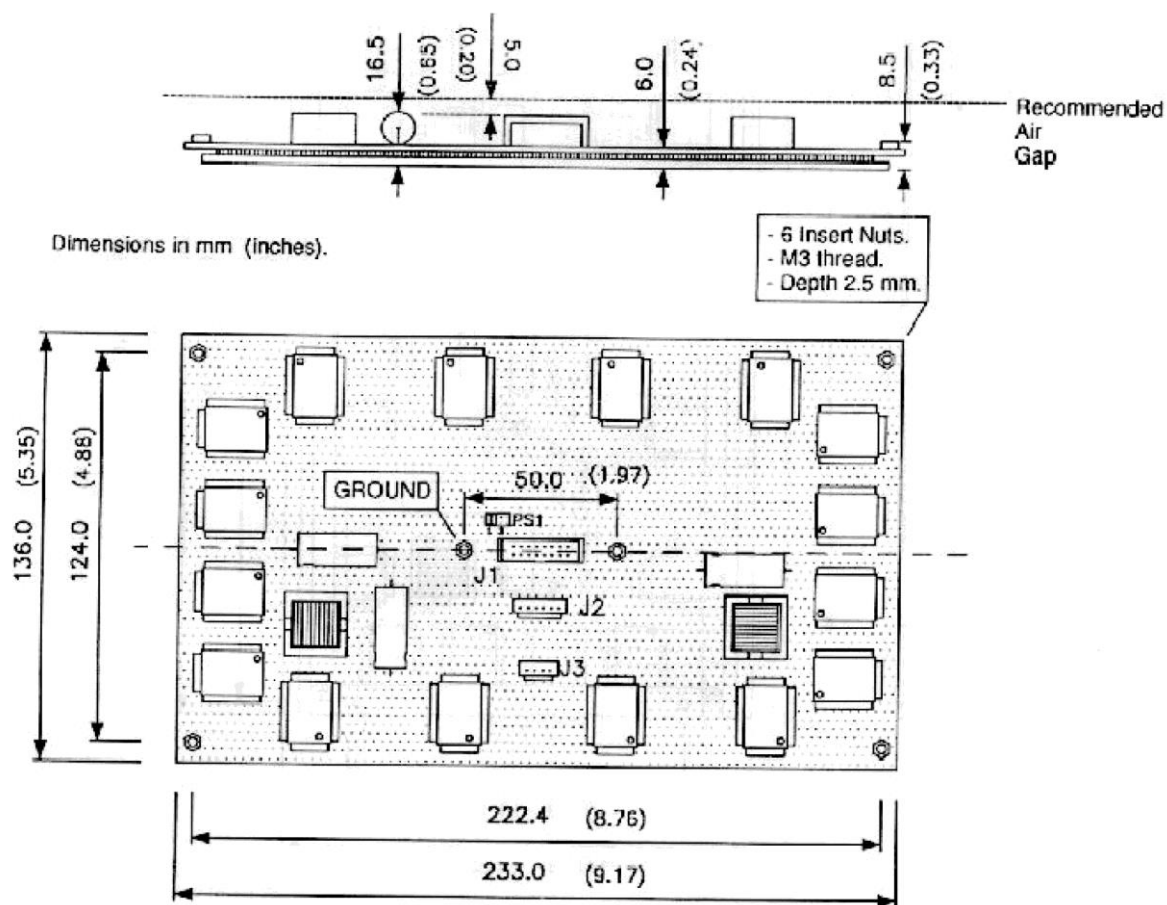 16.5
(0.65)
(0.20)
5.0
6.0
(0.24)
8.5
(0.33)
Recommended
Air
Gap
Dimensions in mm (inches).
- 6 Insert Nuts.
- M3 thread.
- Depth 2.5 mm.
136.0 (5.35)
124.0 (4.88)
50.0 (1.97)
GROUND
PS1
J1
J2
J3
222.4 (8.76)
233.0 (9.17)